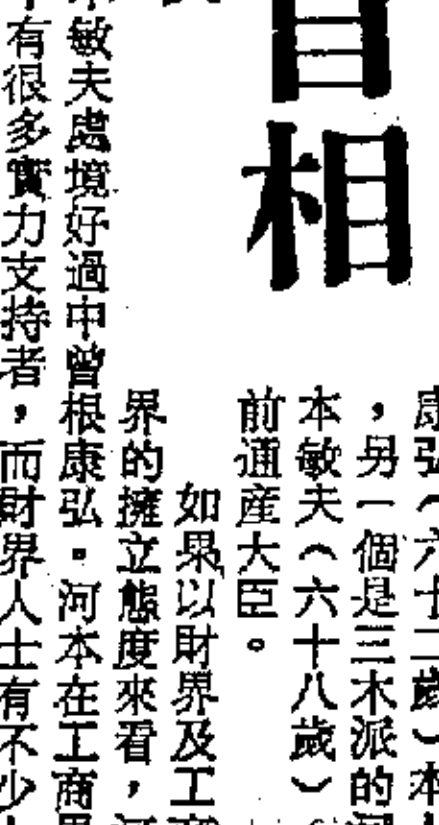 相
康弘（六十二歲）本
，另一個是三木派的
本敏夫（六十八歲）
前通産大臣。
如果以財界及工
界的擁立態度來看，
敏夫處境好過中曾根康弘。河本在工商
有很多實力支持者，而財界人士有不少